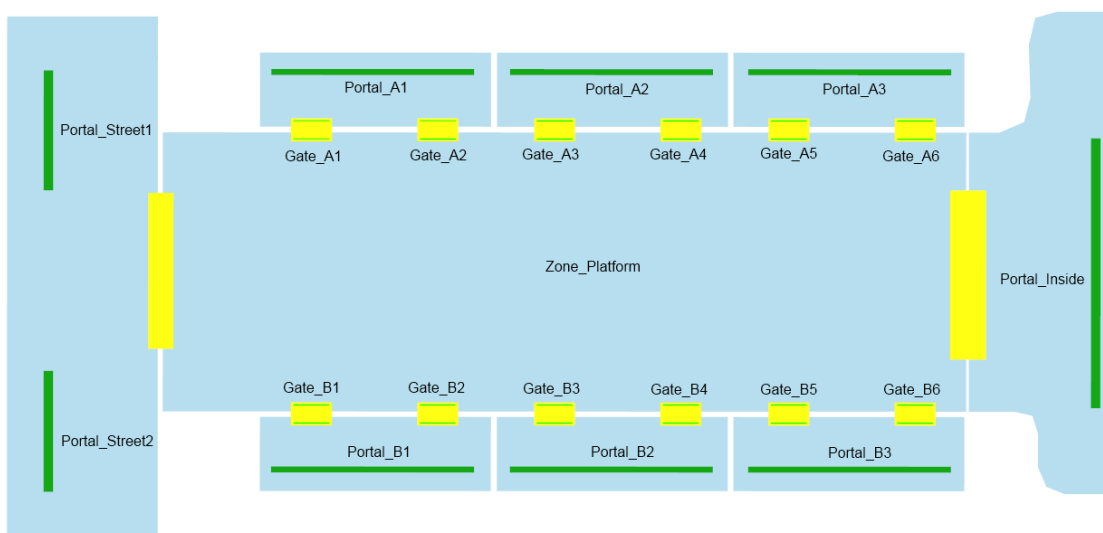 Portal_A1
Portal_A2
Portal_A3
Portal_Street1
Gate_A1
Gate_A2
Gate_A3
Gate_A4
Gate_A5
Gate_A6
Zone_Platform
Portal_Inside
Gate_B1
Gate_B2
Gate_B3
Gate_B4
Gate_B5
Gate_B6
Portal_Street2
Portal_B1
Portal_B2
Portal_B3